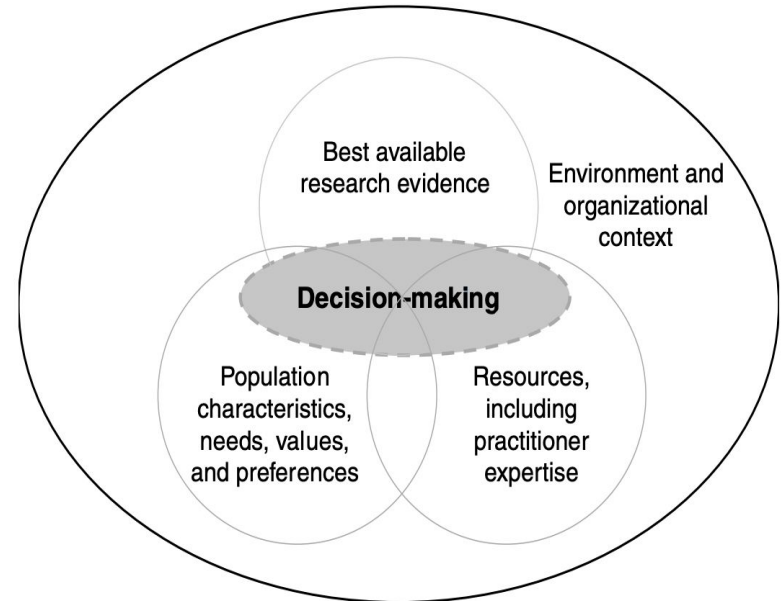 Best available
research evidence
Environment and
organizational
context
Decision-making
Population
characteristics,
needs, values,
and preferences
Resources,
including
practitioner
expertise